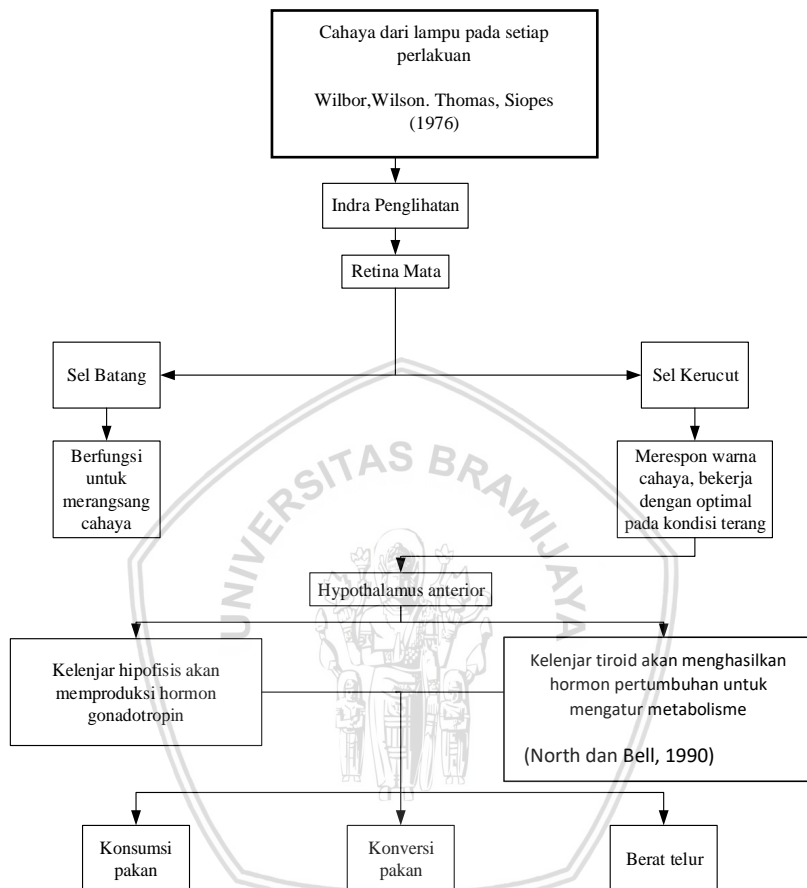 Cahaya dari lampu pada setiap
perlakuan
Wilbor,Wilson. Thomas, Siopes
(1976)
Indra Penglihatan
Retina Mata
Sel Batang
Sel Kerucut
Berfungsi
untuk
merangsang
cahaya
Merespon warna
cahaya, bekerja
dengan optimal
pada kondisi terang
UNIVERSITAS BRAWIJAYA
Hypothalamus anterior
Kelenjar hipofisis akan
memproduksi hormon
gonadotropin
Kelenjar tiroid akan menghasilkan
hormon pertumbuhan untuk
mengatur metabolisme
(North dan Bell, 1990)
Konsumsi
pakan
Konversi
pakan
Berat telur